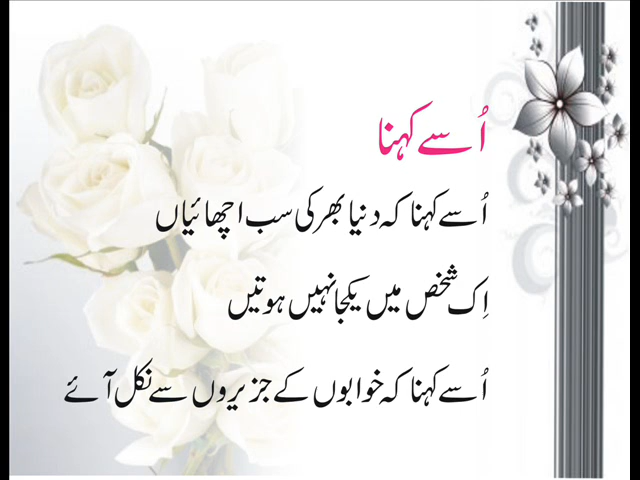 اُسے کہنا
اُسے کہنا کہ دنیا بھر کی سب اچھائیاں
اِک شخص میں یکجا نہیں ہوتیں
اُسے کہنا کہ خوابوں کے جزیروں سے نکل آئے